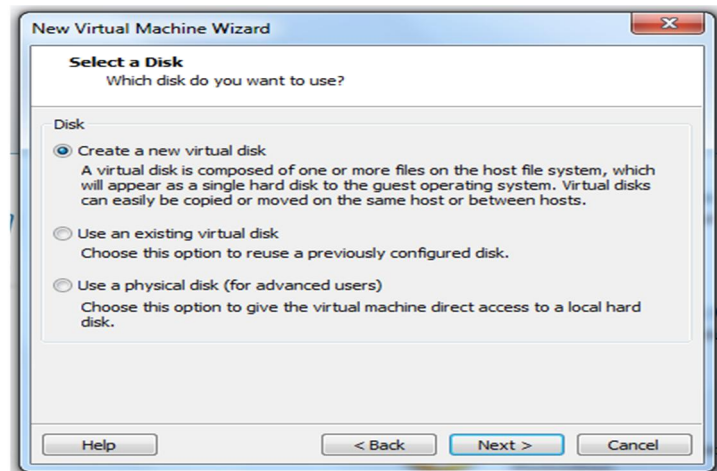 New Virtual Machine Wizard
Select a Disk
Which disk do you want to use?
Disk
Create a new virtual disk
A virtual disk is composed of one or more files on the host file system, which
will appear as a single hard disk to the guest operating system. Virtual disks
can easily be copied or moved on the same host or between hosts.
Use an existing virtual disk
Choose this option to reuse a previously configured disk.
Use a physical disk (for advanced users)
Choose this option to give the virtual machine direct access to a local hard
disk.
Help < Back Next > Cancel